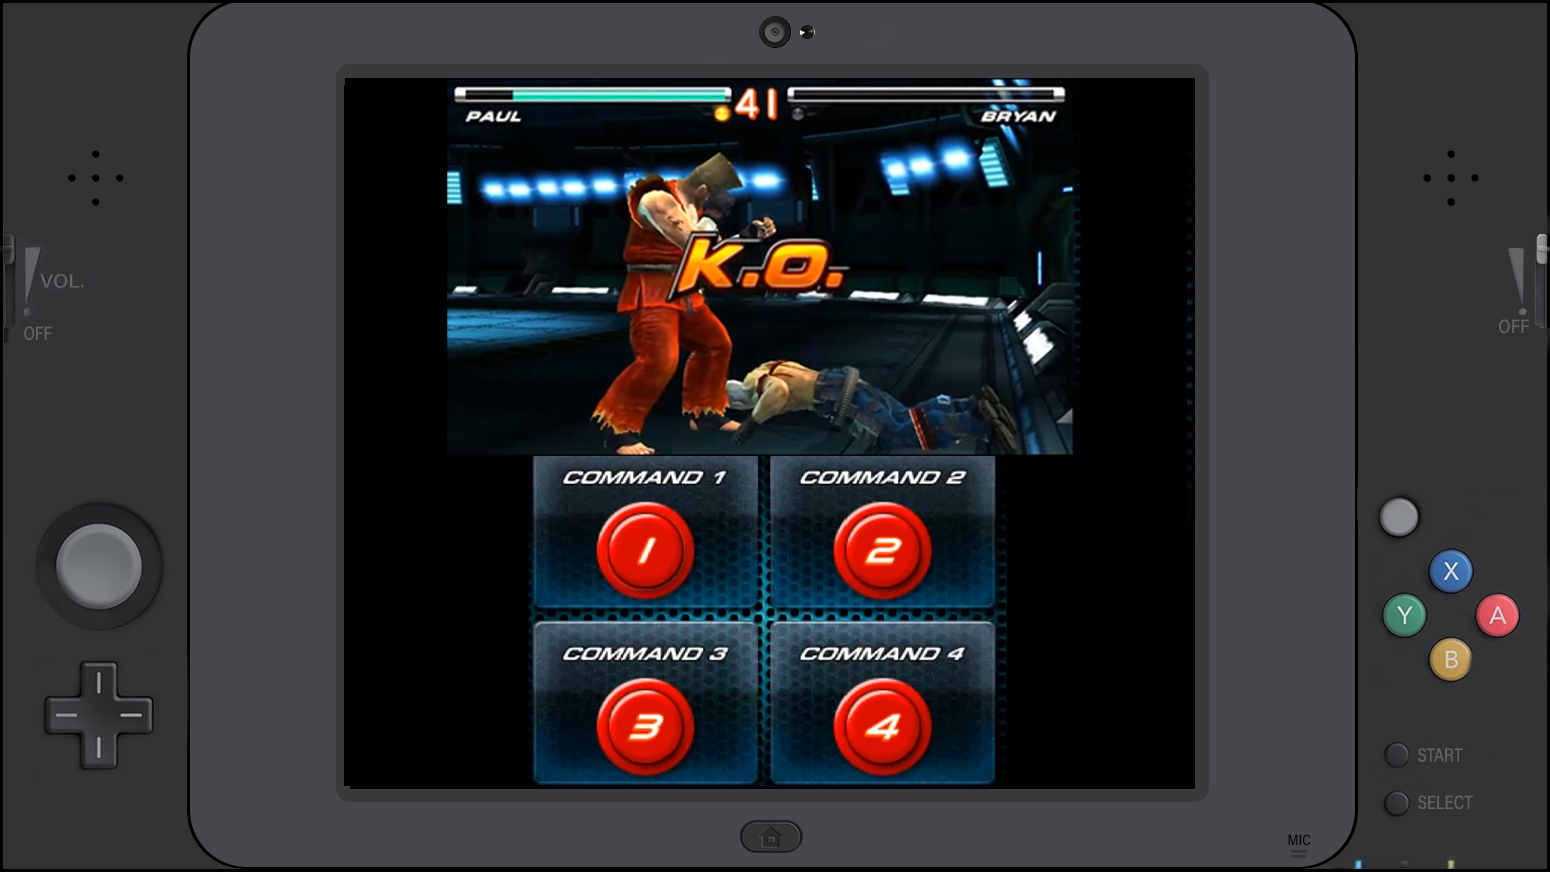 41
PAUL
BRYAN
K.O.
VOL.
OFF
OFF
COMMAND 1
COMMAND 2
1
2
COMMAND 3
COMMAND 4
3
4
X
Y
A
B
START
SELECT
MIC